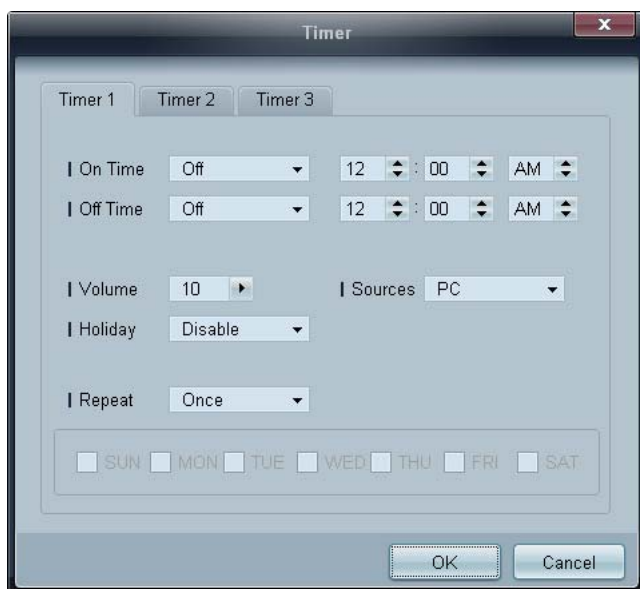 Timer
x
Timer 1 Timer 2 Timer 3
On Time Off 12 : 00 AM
Off Time Off 12 : 00 AM
Volume 10 Sources PC
Holiday Disable
Repeat Once
SUN MON TUE WED THU FRI SAT
OK Cancel